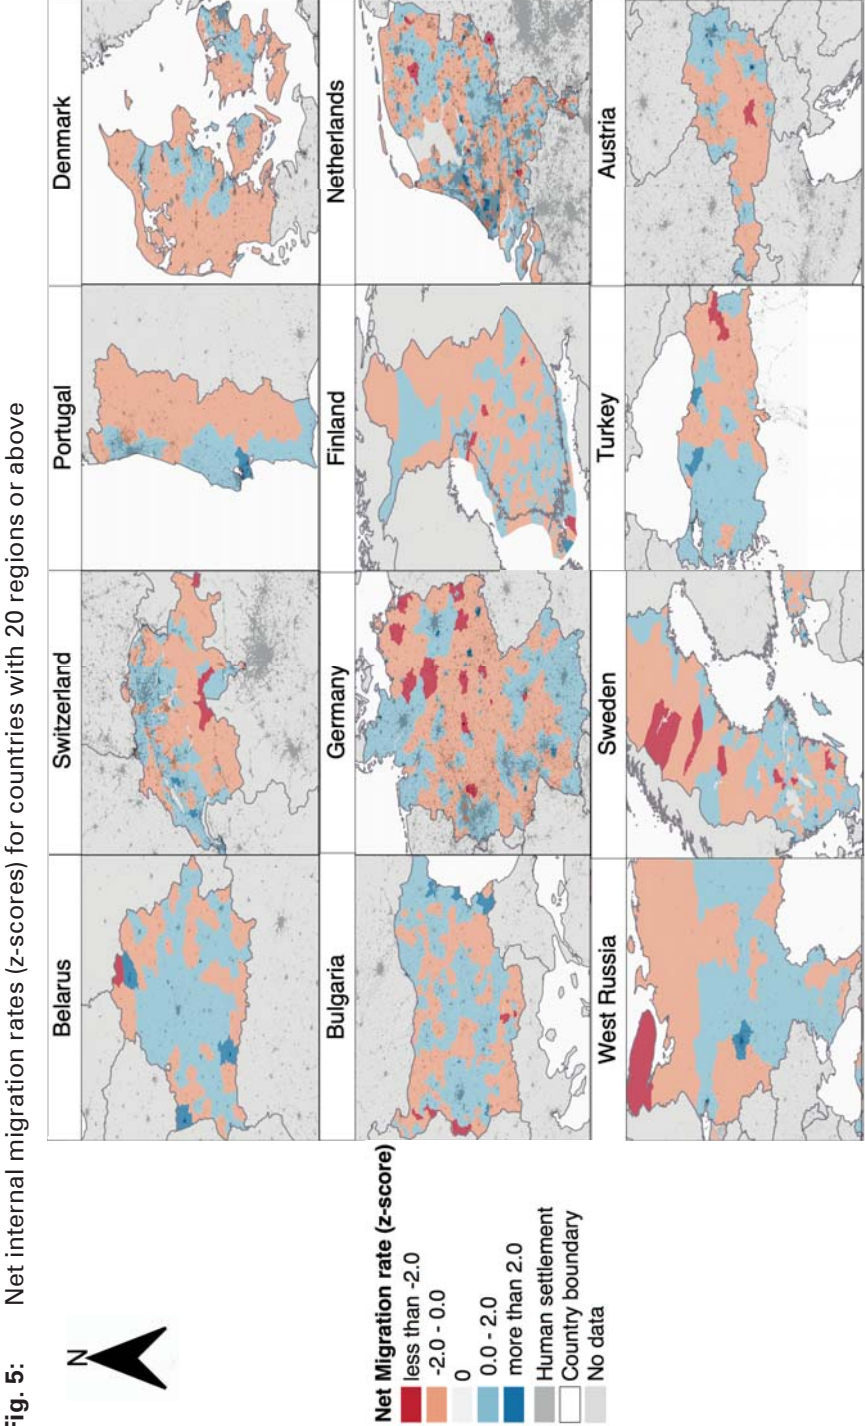 Fig. 5: Net internal migration rates (z-scores) for countries with 20 regions or above
N
Belarus
Switzerland
Portugal
Denmark
Bulgaria
Germany
Finland
Netherlands
West Russia
Sweden
Turkey
Austria
Net Migration rate (z-score)
less than -2.0
-2.0 - 0.0
0
0.0 - 2.0
more than 2.0
Human settlement
Country boundary
No data